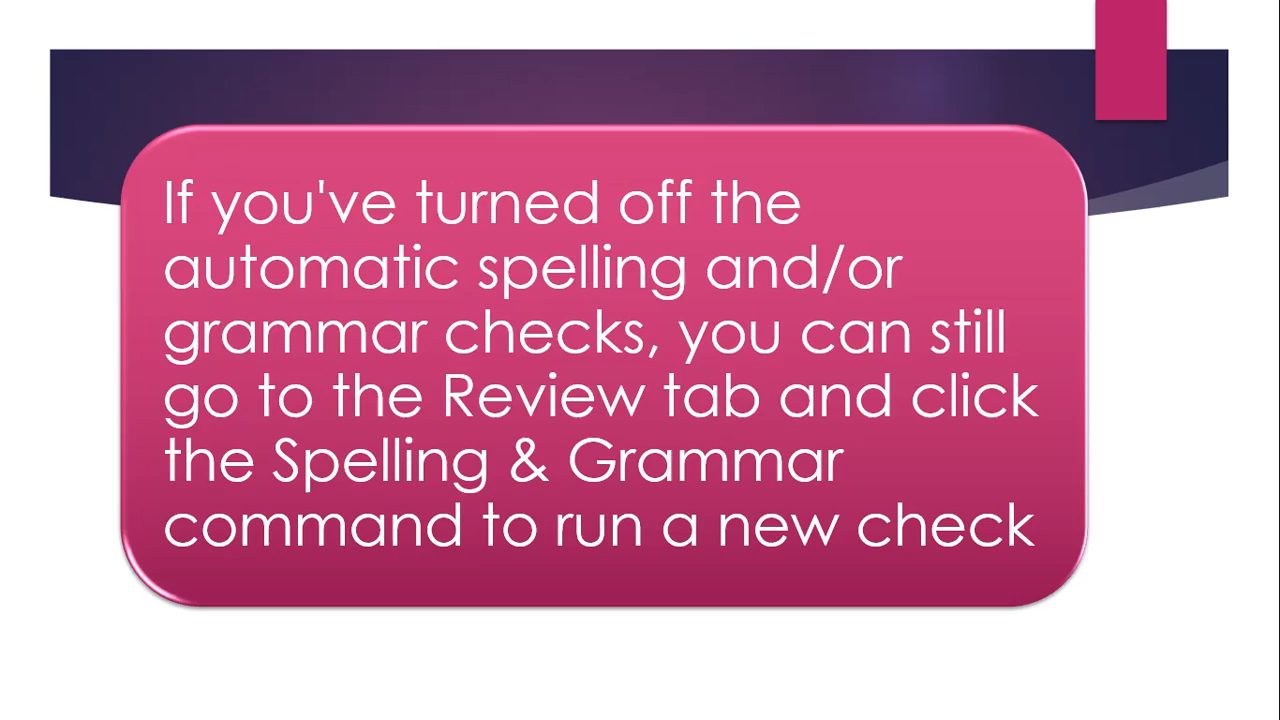 If you've turned off the
automatic spelling and/or
grammar checks, you can still
go to the Review tab and click
the Spelling & Grammar
command to run a new check